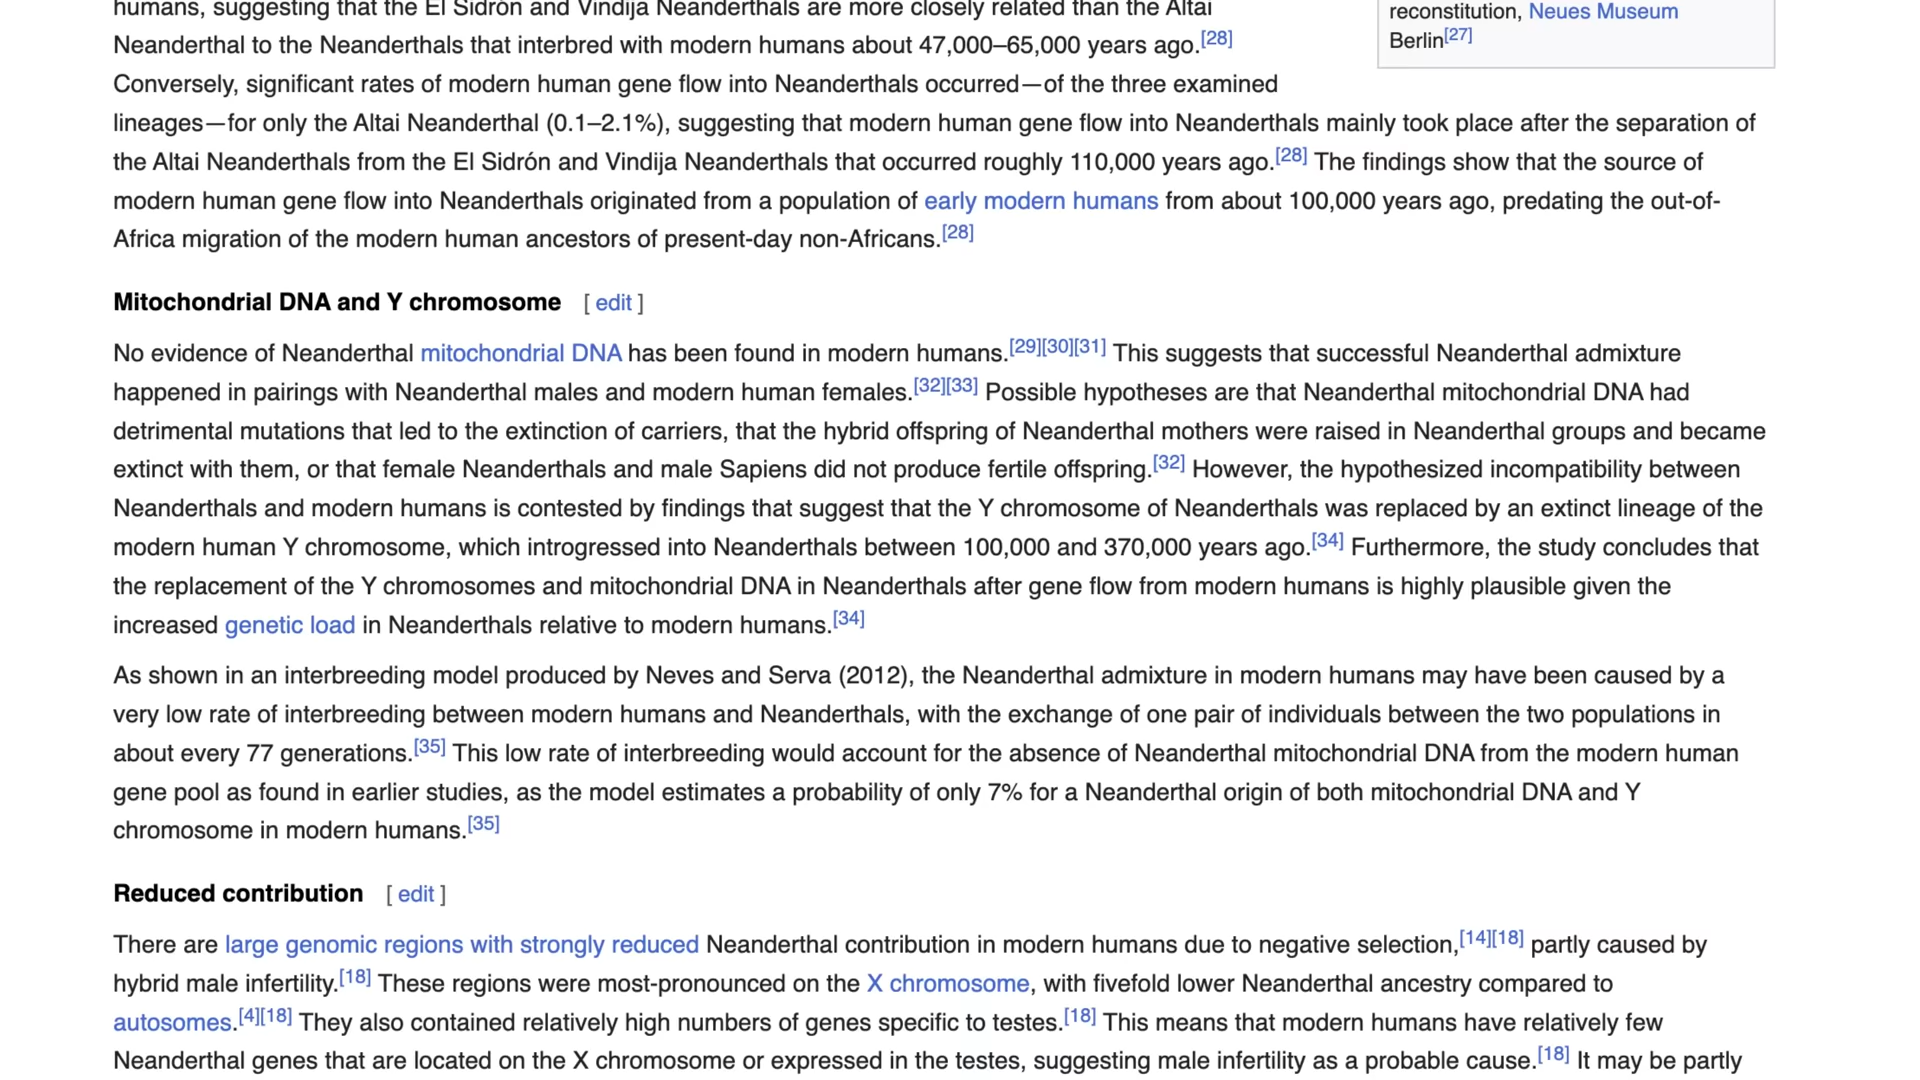 humans, suggesting that the El Sidrón and Vindija Neanderthals are more closely related than the Altai
Neanderthal to the Neanderthals that interbred with modern humans about 47,000–65,000 years ago.[28]
Conversely, significant rates of modern human gene flow into Neanderthals occurred—of the three examined
lineages—for only the Altai Neanderthal (0.1–2.1%), suggesting that modern human gene flow into Neanderthals mainly took place after the separation of
the Altai Neanderthals from the El Sidrón and Vindija Neanderthals that occurred roughly 110,000 years ago.[28] The findings show that the source of
modern human gene flow into Neanderthals originated from a population of early modern humans from about 100,000 years ago, predating the out-of-
Africa migration of the modern human ancestors of present-day non-Africans.[28]
reconstitution, Neues Museum
Berlin[27]
Mitochondrial DNA and Y chromosome [ edit ]
No evidence of Neanderthal mitochondrial DNA has been found in modern humans.[29][30][31] This suggests that successful Neanderthal admixture
happened in pairings with Neanderthal males and modern human females.[32][33] Possible hypotheses are that Neanderthal mitochondrial DNA had
detrimental mutations that led to the extinction of carriers, that the hybrid offspring of Neanderthal mothers were raised in Neanderthal groups and became
extinct with them, or that female Neanderthals and male Sapiens did not produce fertile offspring.[32] However, the hypothesized incompatibility between
Neanderthals and modern humans is contested by findings that suggest that the Y chromosome of Neanderthals was replaced by an extinct lineage of the
modern human Y chromosome, which introgressed into Neanderthals between 100,000 and 370,000 years ago.[34] Furthermore, the study concludes that
the replacement of the Y chromosomes and mitochondrial DNA in Neanderthals after gene flow from modern humans is highly plausible given the
increased genetic load in Neanderthals relative to modern humans.[34]
As shown in an interbreeding model produced by Neves and Serva (2012), the Neanderthal admixture in modern humans may have been caused by a
very low rate of interbreeding between modern humans and Neanderthals, with the exchange of one pair of individuals between the two populations in
about every 77 generations.[35] This low rate of interbreeding would account for the absence of Neanderthal mitochondrial DNA from the modern human
gene pool as found in earlier studies, as the model estimates a probability of only 7% for a Neanderthal origin of both mitochondrial DNA and Y
chromosome in modern humans.[35]
Reduced contribution [ edit ]
There are large genomic regions with strongly reduced Neanderthal contribution in modern humans due to negative selection,[14][18] partly caused by
hybrid male infertility.[18] These regions were most-pronounced on the X chromosome, with fivefold lower Neanderthal ancestry compared to
autosomes.[4][18] They also contained relatively high numbers of genes specific to testes.[18] This means that modern humans have relatively few
Neanderthal genes that are located on the X chromosome or expressed in the testes, suggesting male infertility as a probable cause.[18] It may be partly